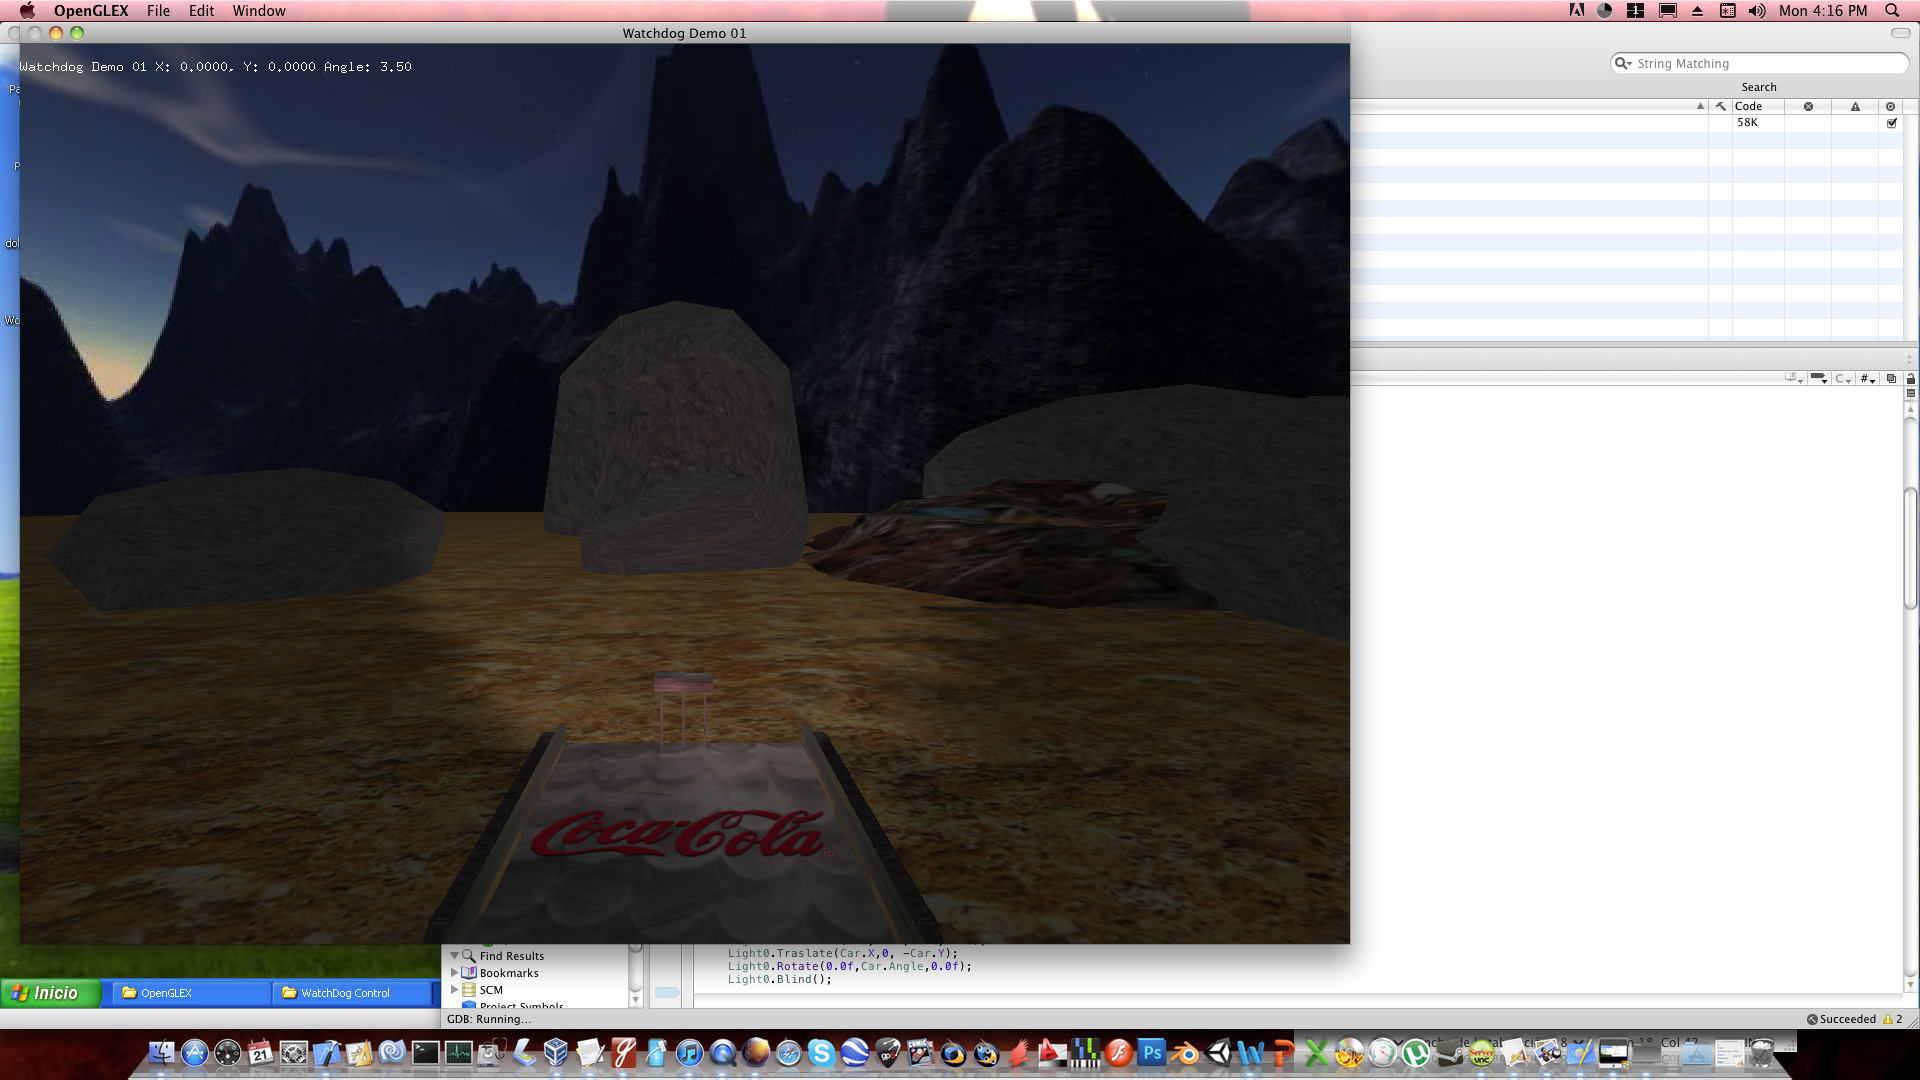 OpenGLEX File Edit Window
Mon 4:16 PM
Watchdog Demo 01
Watchdog Demo 01 X: 0.0000, Y: 0.0000 Angle: 3.50
String Matching
Search
Code
58K
Coca-Cola
Light0.Traslate(Car.X,0, -Car.Y);
Light0.Rotate(0.0f,Car.Angle,0.0f);
Light0.Blind();
Find Results
Bookmarks
SCM
Project Symbols
Inicio
OpenGLEX
WatchDog Control
GDB: Running...
Succeeded
2